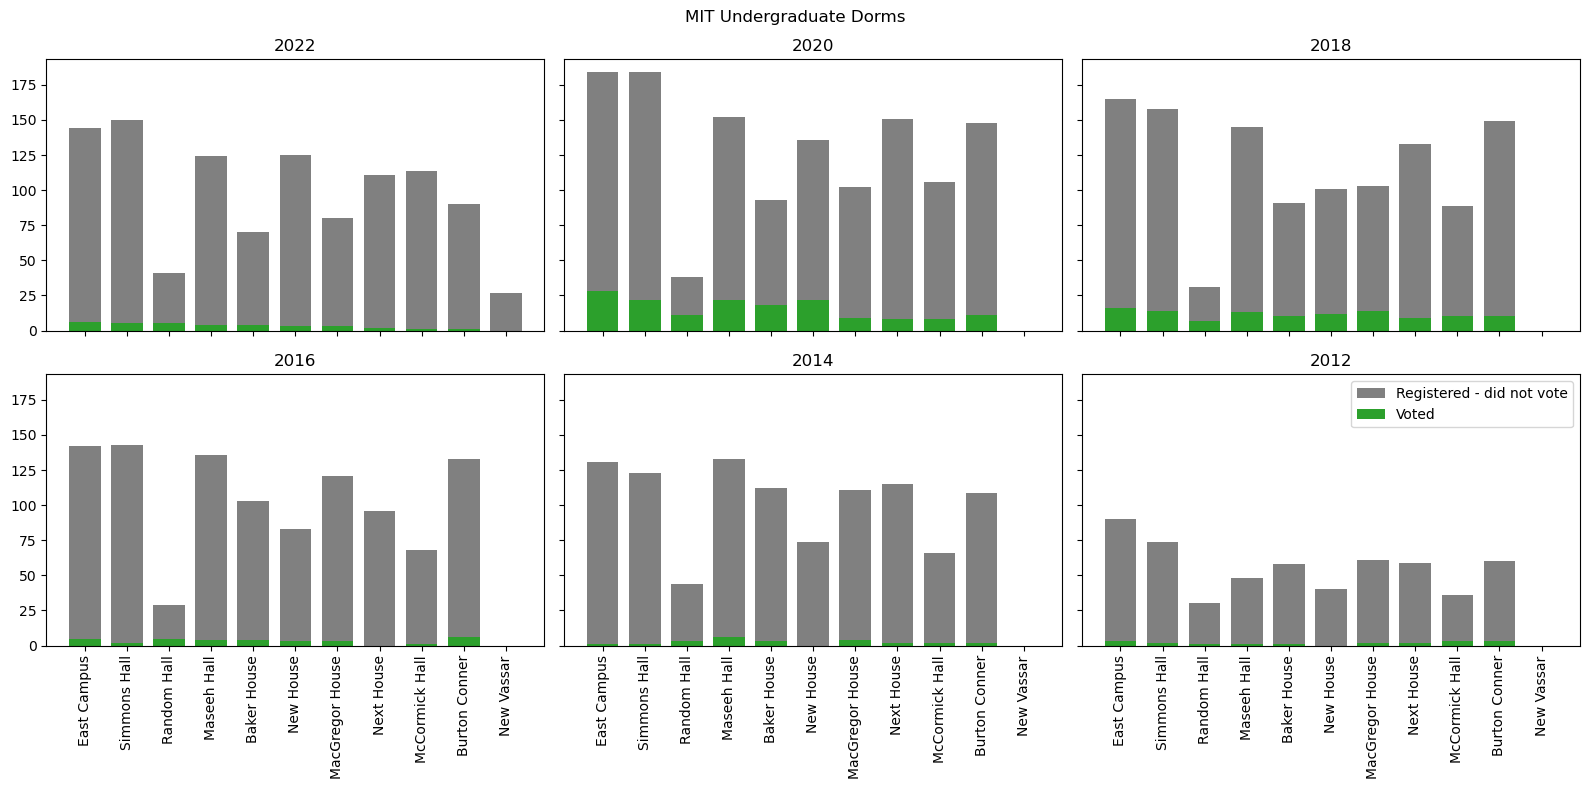 MIT Undergraduate Dorms
2022
2020
2018
175
150
125
100
75
50
25
0
2016
2014
2012
175
150
125
100
75
50
25
0
Registered - did not vote
Voted
East Campus
Simmons Hall
Random Hall
Maseeh Hall
Baker House
New House
MacGregor House
Next House
McCormick Hall
Burton Conner
New Vassar
East Campus
Simmons Hall
Random Hall
Maseeh Hall
Baker House
New House
MacGregor House
Next House
McCormick Hall
Burton Conner
New Vassar
East Campus
Simmons Hall
Random Hall
Maseeh Hall
Baker House
New House
MacGregor House
Next House
McCormick Hall
Burton Conner
New Vassar